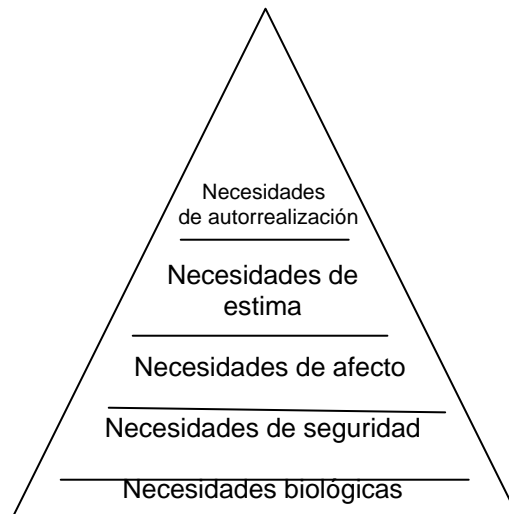 Necesidades
de autorrealización
Necesidades de
estima
Necesidades de afecto
Necesidades de seguridad
Necesidades biológicas